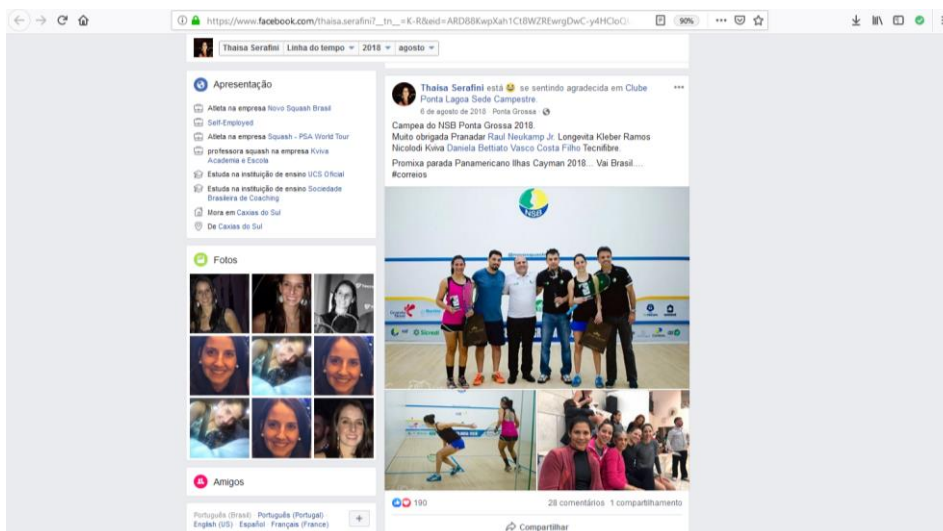 https://www.facebook.com/thaisa.serafini?__tn__=K-R&eid=ARD88KwpXah1CtBWZREwrgDwC-y4HCloQ
90%
Thaisa Serafini Linha do tempo 2018 agosto
Apresentação
Atleta na empresa Novo Squash Brasil
Self-Employed
Atleta na empresa Squash - PSA World Tour
professora squash na empresa Kviva
Academia e Escola
Estuda na instituição de ensino UCS Oficial
Estuda na instituição de ensino Sociedade
Brasileira de Coaching
Mora em Caxias do Sul
De Caxias do Sul
Fotos
Amigos
Português (Brasil) · Português (Portugal) ·
English (US) · Español · Français (France)
Thaisa Serafini está se sentindo agradecida em Clube
Ponta Lagoa Sede Campestre.
6 de agosto de 2018 · Ponta Grossa ·
Campea do NSB Ponta Grossa 2018.
Muito obrigada Pranadar Raul Neukamp Jr. Longevita Kleber Ramos
Nicolodi Kviva Daniela Bettiato Vasco Costa Filho Tecnifibre.
Promixa parada Panamericano Ilhas Cayman 2018... Vai Brasil....
#correios
NSB
Sicredi
190
28 comentários 1 compartilhamento
Compartilhar